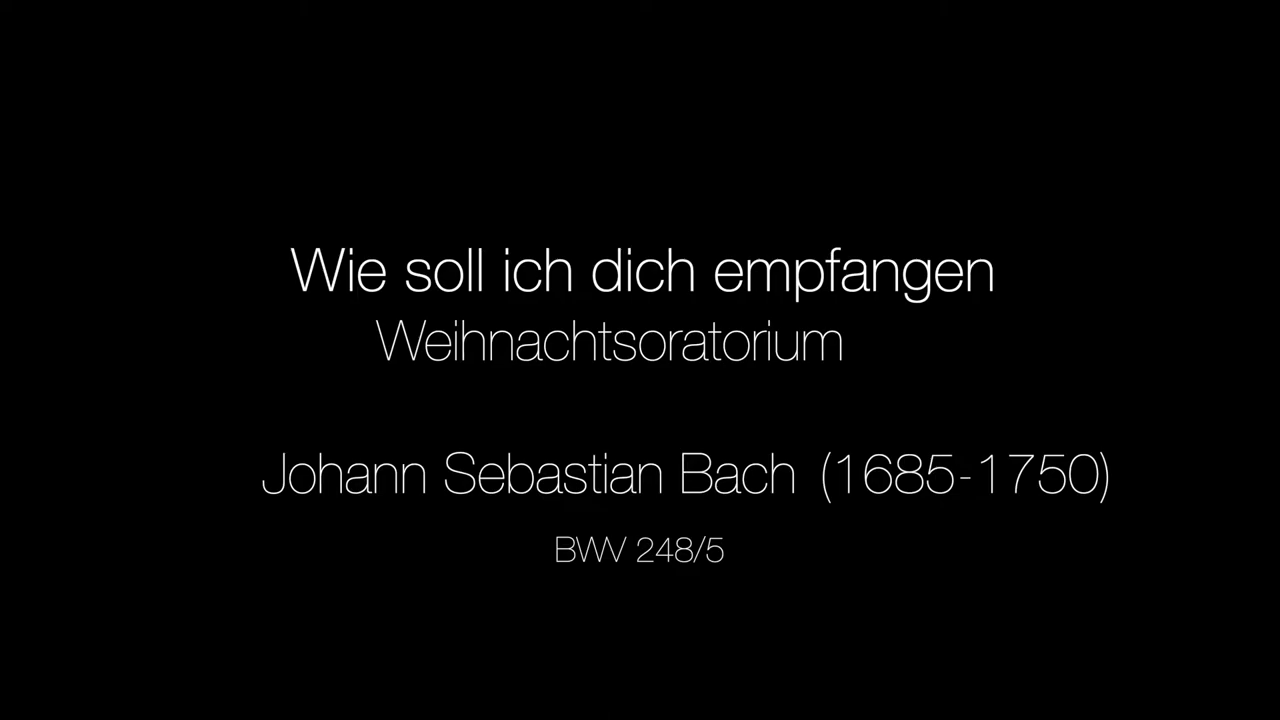 Wie soll ich dich empfangen
Weihnachtsoratorium
Johann Sebastian Bach (1685-1750)
BWV 248/5